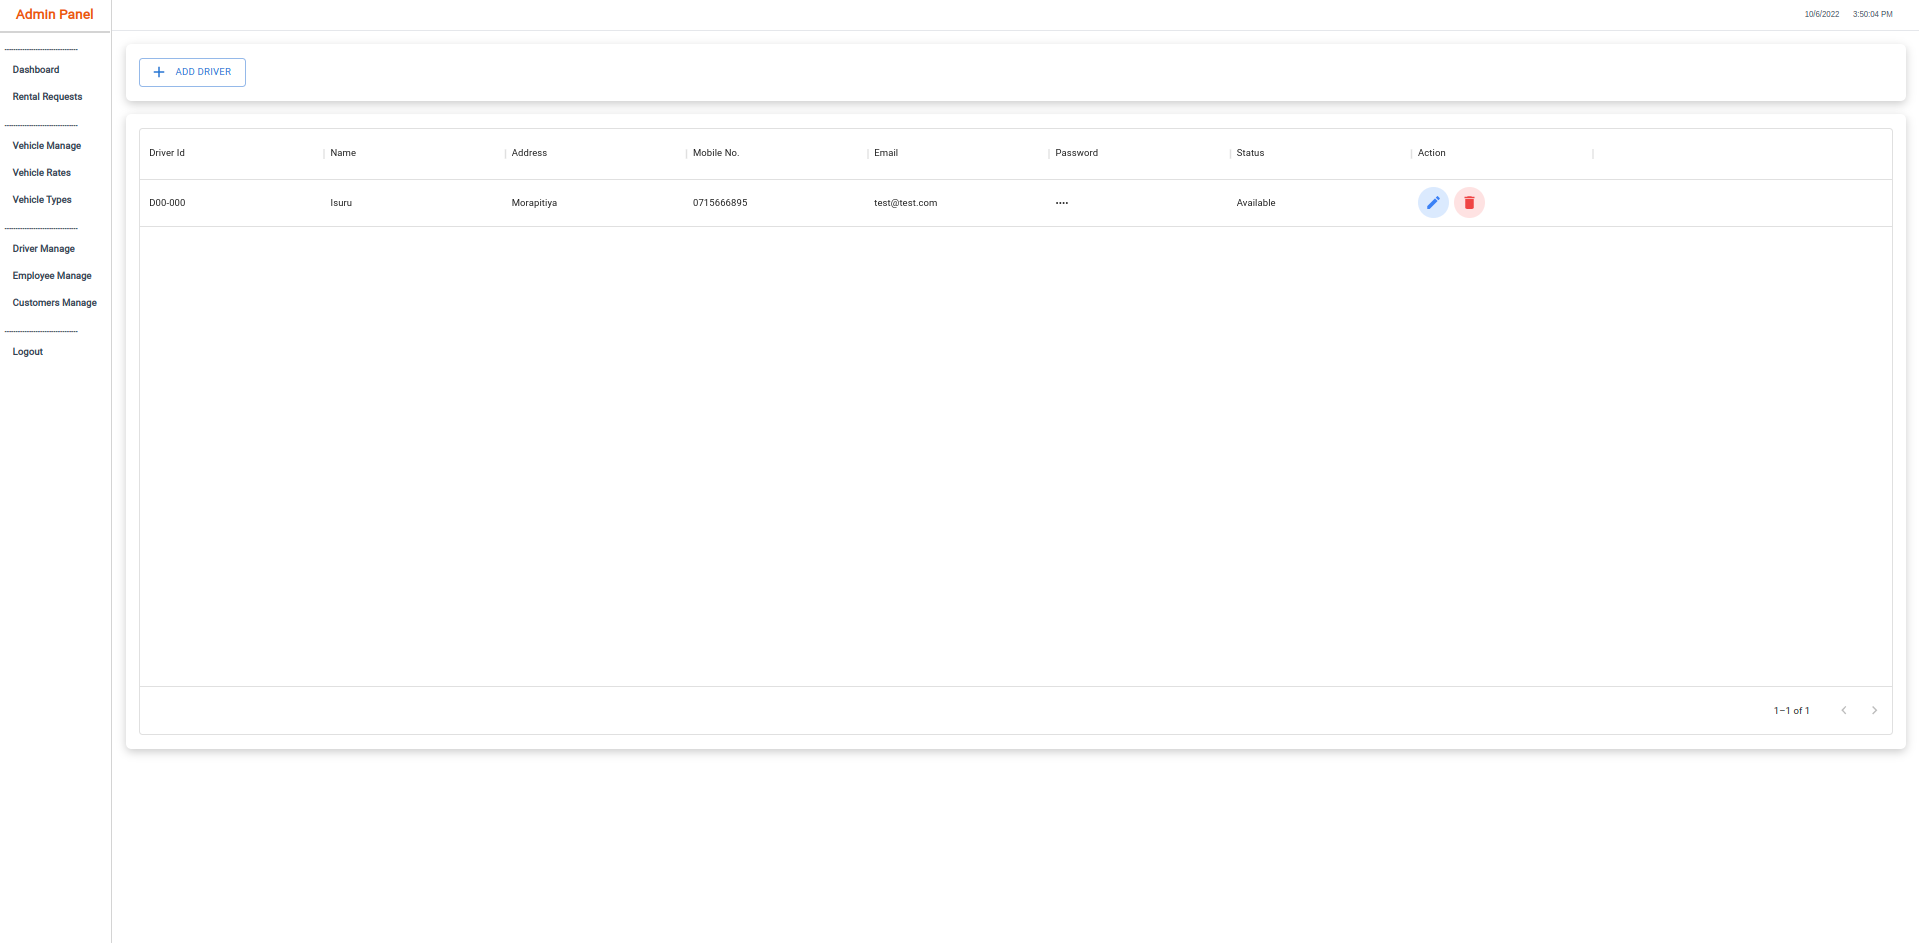 Admin Panel
10/6/2022 3:50:04 PM
--------------------------------
Dashboard
Rental Requests
--------------------------------
Vehicle Manage
Vehicle Rates
Vehicle Types
--------------------------------
Driver Manage
Employee Manage
Customers Manage
--------------------------------
Logout
ADD DRIVER
Driver Id Name Address Mobile No. Email Password Status Action
D00-000 Isuru Morapitiya 0715666895 test@test.com •••• Available
1–1 of 1